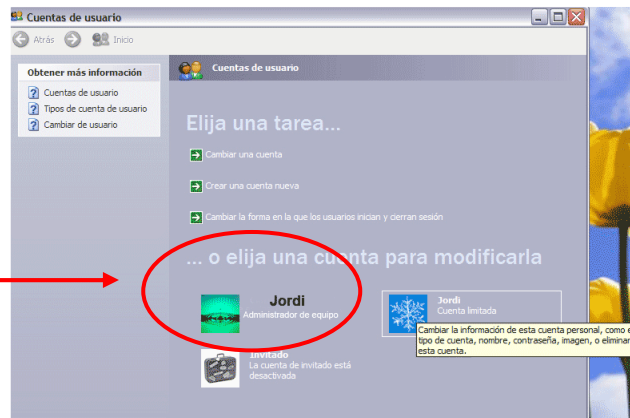 Cuentas de usuario
Atrás
Inicio
Obtener más información
Cuentas de usuario
Tipos de cuenta de usuario
Cambiar de usuario
Cuentas de usuario
Elija una tarea...
Cambiar una cuenta
Crear una cuenta nueva
Cambiar la forma en la que los usuarios inician y cierran sesión
... o elija una cuenta para modificarla
Jordi
Administrador de equipo
Jordi
Cuenta limitada
Cambiar la información de esta cuenta personal, como e
tipo de cuenta, nombre, contraseña, imagen, o eliminar
esta cuenta.
Invitado
La cuenta de invitado está
desactivada